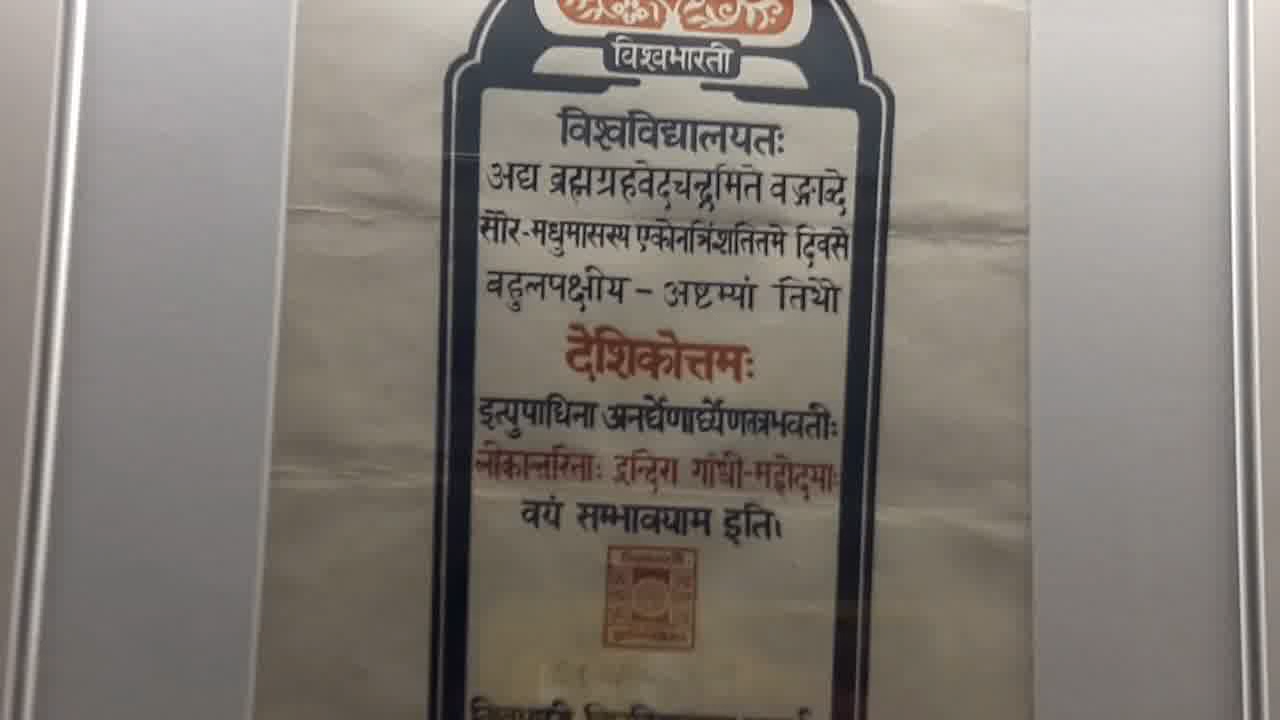 विश्वभारती
विश्वविद्यालयतः
अद्य ब्रह्मग्रहवेदचन्द्रमिते वङ्गाब्दे
सौर-मधुमासस्य एकोनत्रिंशतितमे दिवसे
बहुलपक्षीय - अष्टम्यां तिथौ
देशिकोत्तमः
इत्युपाधिना अनर्घेणार्घ्येणतत्रभवतीः
लोकान्तरिताः इन्दिरा गांधी-महोदयाः
वयं सम्भावयाम इति।